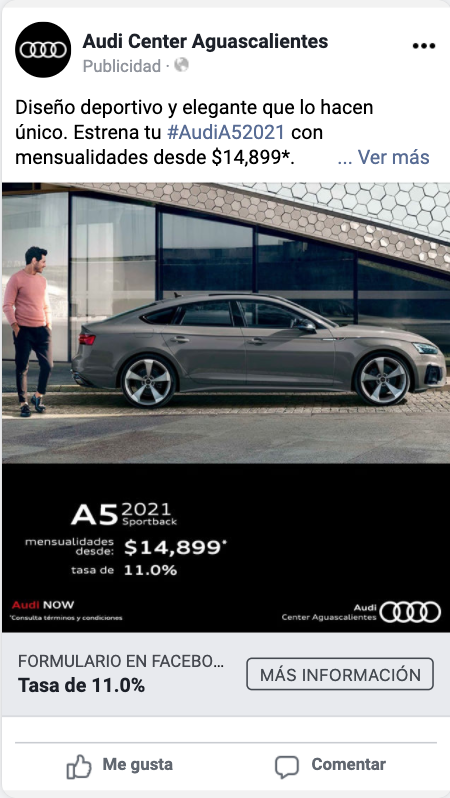 Audi Center Aguascalientes
Publicidad ·
Diseño deportivo y elegante que lo hacen
único. Estrena tu #AudiA52021 con
mensualidades desde $14,899*. ... Ver más
A5 2021
Sportback
mensualidades
desde: $14,899*
tasa de 11.0%
Audi NOW
*Consulta términos y condiciones
Audi
Center Aguascalientes
FORMULARIO EN FACEBO...
Tasa de 11.0%
MÁS INFORMACIÓN
Me gusta
Comentar